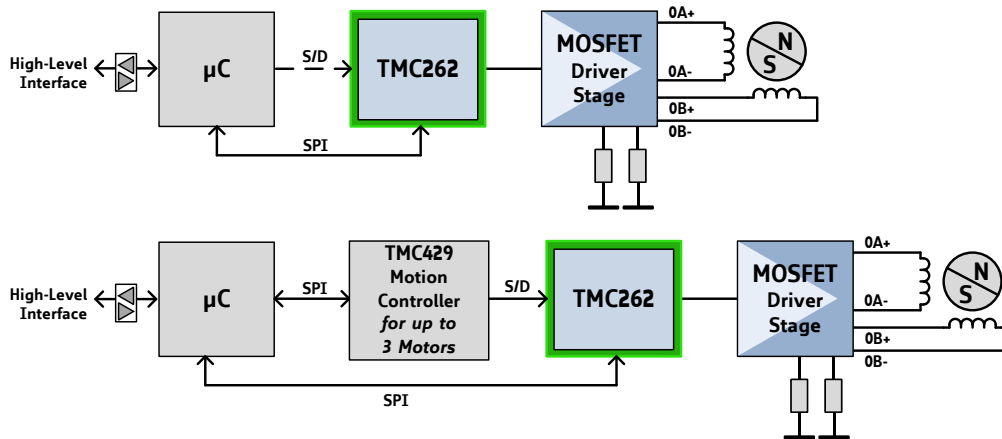 High-Level
Interface
µC
S/D
TMC262
SPI
MOSFET
Driver
Stage
0A+
0A-
0B+
0B-
N
S
High-Level
Interface
µC
SPI
TMC429
Motion
Controller
for up to
3 Motors
S/D
TMC262
SPI
MOSFET
Driver
Stage
0A+
0A-
0B+
0B-
N
S